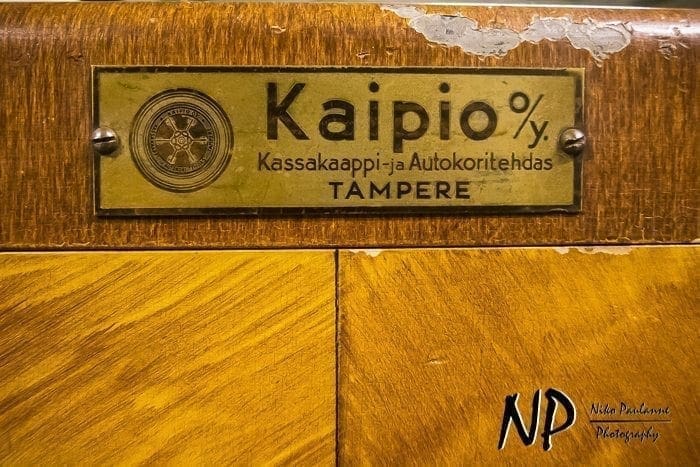 Kaipio O/y.
Kassakaappi-ja Autokoritehdas
TAMPERE
NP
Niko Paulanne
Photography